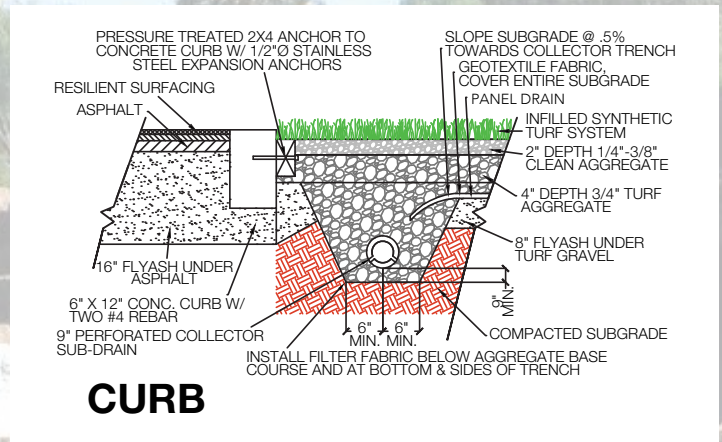 PRESSURE TREATED 2X4 ANCHOR TO
CONCRETE CURB W/ 1/2"Ø STAINLESS
STEEL EXPANSION ANCHORS
RESILIENT SURFACING
ASPHALT
SLOPE SUBGRADE @ .5%
TOWARDS COLLECTOR TRENCH
GEOTEXTILE FABRIC,
COVER ENTIRE SUBGRADE
PANEL DRAIN
INFILLED SYNTHETIC
TURF SYSTEM
2" DEPTH 1/4"-3/8"
CLEAN AGGREGATE
4" DEPTH 3/4" TURF
AGGREGATE
8" FLYASH UNDER
TURF GRAVEL
16" FLYASH UNDER
ASPHALT
6" X 12" CONC. CURB W/
TWO #4 REBAR
9" PERFORATED COLLECTOR
SUB-DRAIN
6"
MIN.
6"
MIN.
9"
MIN.
COMPACTED SUBGRADE
INSTALL FILTER FABRIC BELOW AGGREGATE BASE
COURSE AND AT BOTTOM & SIDES OF TRENCH
CURB